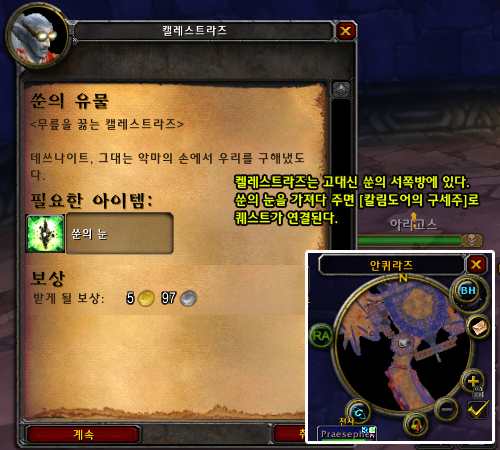 캘레스트라즈
쑨의 유물
<무릎을 꿇는 캘레스트라즈>
테쓰나이트, 그대는 악마의 손에서 우리를 구해냈도
다.
필요한 아이템:
쑨의 눈
보상
받게 될 보상: 5 97
계속
켈레스트라즈는 고대신 쑨의 서쪽방에 있다.
쑨의 눈을 가져다 주면 [칼림도어의 구세주]로
퀘스트가 연결된다.
아리고스
안퀴라즈
N
BH
RA
C
전사
Praeseph